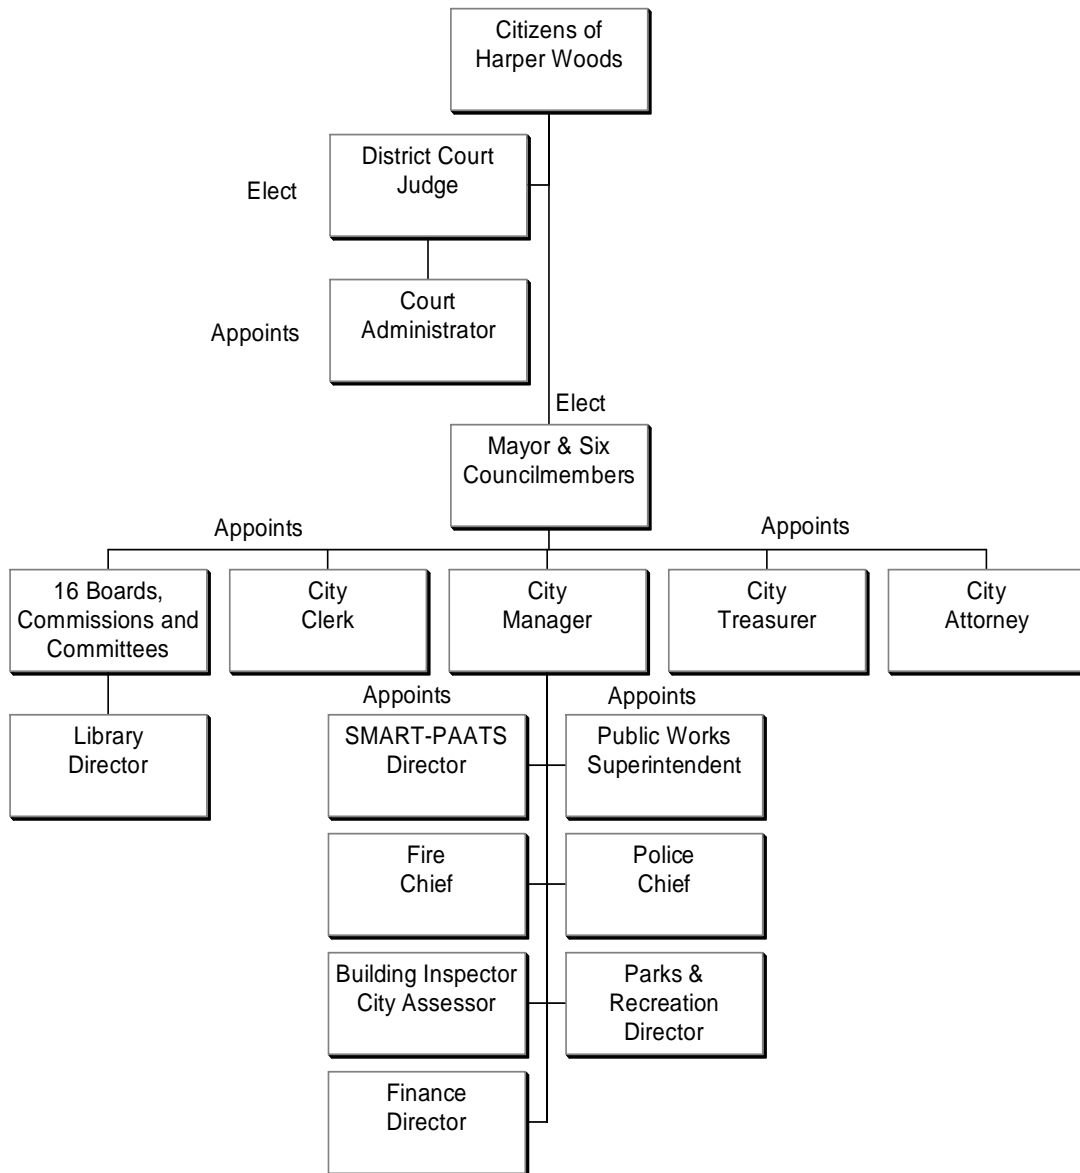 Citizens of
Harper Woods
District Court
Judge
Elect
Court
Administrator
Appoints
Elect
Mayor & Six
Councilmembers
Appoints
Appoints
16 Boards,
Commissions and
Committees
City
Clerk
City
Manager
City
Treasurer
City
Attorney
Appoints
Appoints
Library
Director
SMART-PAATS
Director
Public Works
Superintendent
Fire
Chief
Police
Chief
Building Inspector
City Assessor
Parks &
Recreation
Director
Finance
Director